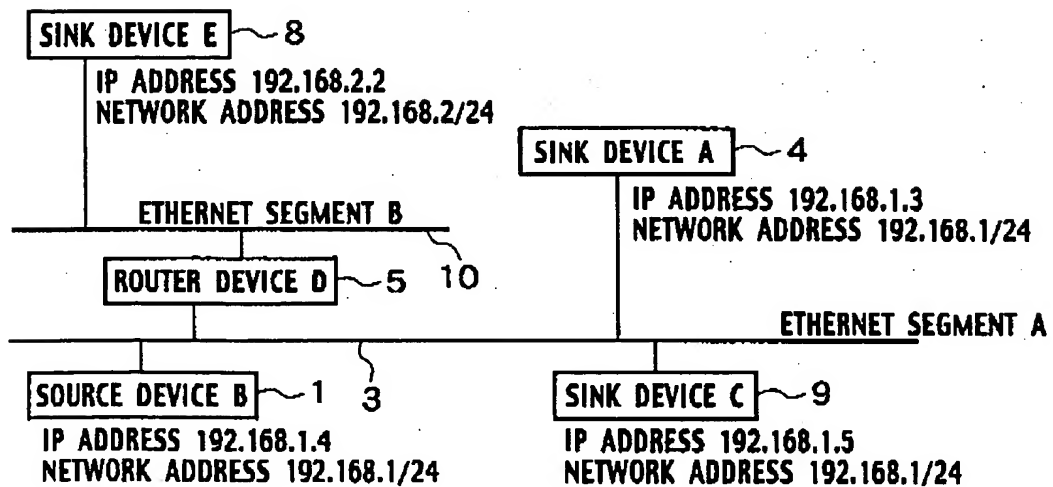 SINK DEVICE E
8
IP ADDRESS 192.168.2.2
NETWORK ADDRESS 192.168.2/24
SINK DEVICE A
4
IP ADDRESS 192.168.1.3
NETWORK ADDRESS 192.168.1/24
ETHERNET SEGMENT B
10
ROUTER DEVICE D
5
ETHERNET SEGMENT A
3
SOURCE DEVICE B
1
IP ADDRESS 192.168.1.4
NETWORK ADDRESS 192.168.1/24
SINK DEVICE C
9
IP ADDRESS 192.168.1.5
NETWORK ADDRESS 192.168.1/24